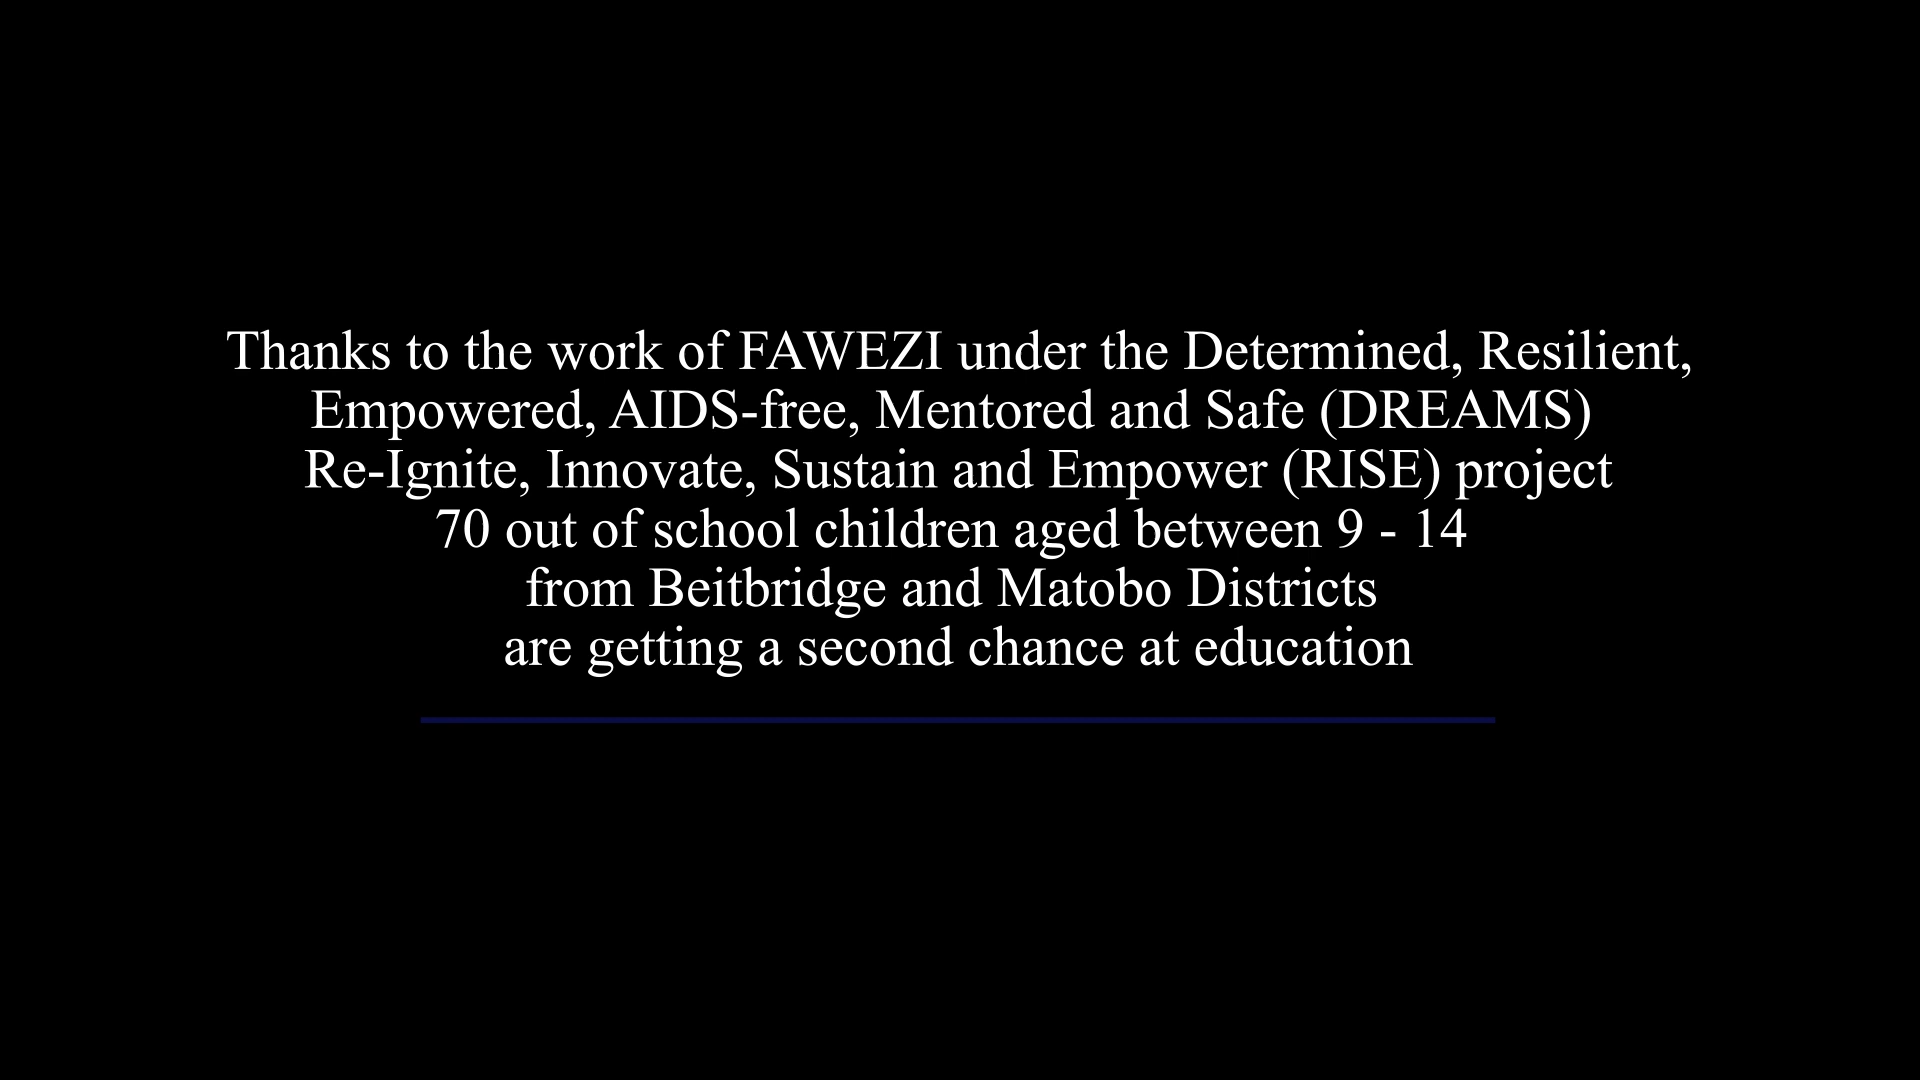 Thanks to the work of FAWEZI under the Determined, Resilient,
Empowered, AIDS-free, Mentored and Safe (DREAMS)
Re-Ignite, Innovate, Sustain and Empower (RISE) project
70 out of school children aged between 9 - 14
from Beitbridge and Matobo Districts
are getting a second chance at education